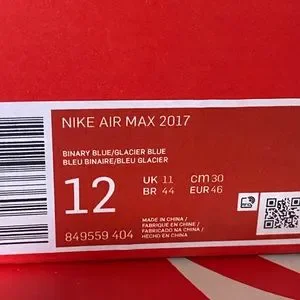 NIKE AIR MAX 2017
BINARY BLUE/GLACIER BLUE
BLEU BINAIRE/BLEU GLACIER
12
UK 11 CM 30
BR 44 EUR 46
849559 404
MADE IN CHINA /
FABRIQUÉ EN CHINE /
FABRICADO NA CHINA /
HECHO EN CHINA